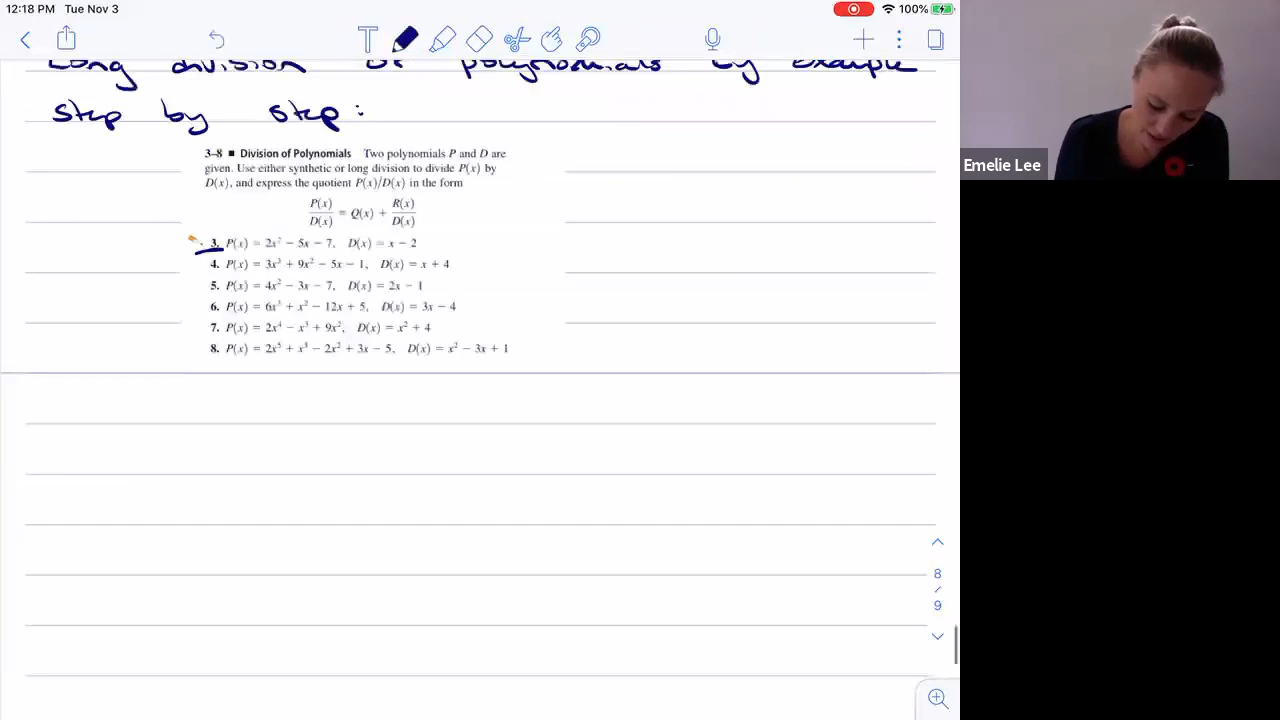 12:18 PM Tue Nov 3
100%
Long division of polynomials by example
step by step:
3–8 ■ Division of Polynomials Two polynomials P and D are
given. Use either synthetic or long division to divide P(x) by
D(x), and express the quotient P(x)/D(x) in the form
P(x)/D(x) = Q(x) + R(x)/D(x)
3. P(x) = 2x² − 5x − 7, D(x) = x − 2
4. P(x) = 3x³ + 9x² − 5x − 1, D(x) = x + 4
5. P(x) = 4x² − 3x − 7, D(x) = 2x − 1
6. P(x) = 6x³ + x² − 12x + 5, D(x) = 3x − 4
7. P(x) = 2x⁴ − x³ + 9x², D(x) = x² + 4
8. P(x) = 2x⁵ + x³ − 2x² + 3x − 5, D(x) = x² − 3x + 1
8
/
9
Emelie Lee